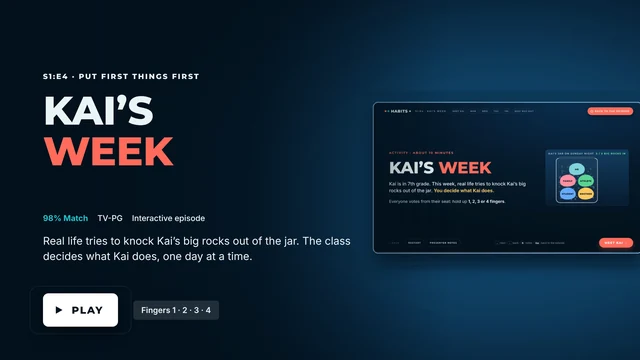 S1:E4 · PUT FIRST THINGS FIRST
KAI’S
WEEK
98% Match TV-PG Interactive episode
Real life tries to knock Kai’s big rocks out of the jar. The class
decides what Kai does, one day at a time.
▶ PLAY
Fingers 1 · 2 · 3 · 4
HABITS
ACTIVITY · ABOUT 15 MINUTES
KAI’S WEEK
Kai is in 7th grade. This week, real life tries to knock Kai’s big
rocks out of the jar. You decide what Kai does.
Everyone votes from their seat: hold up 1, 2, 3 or 4 fingers.
MEET KAI